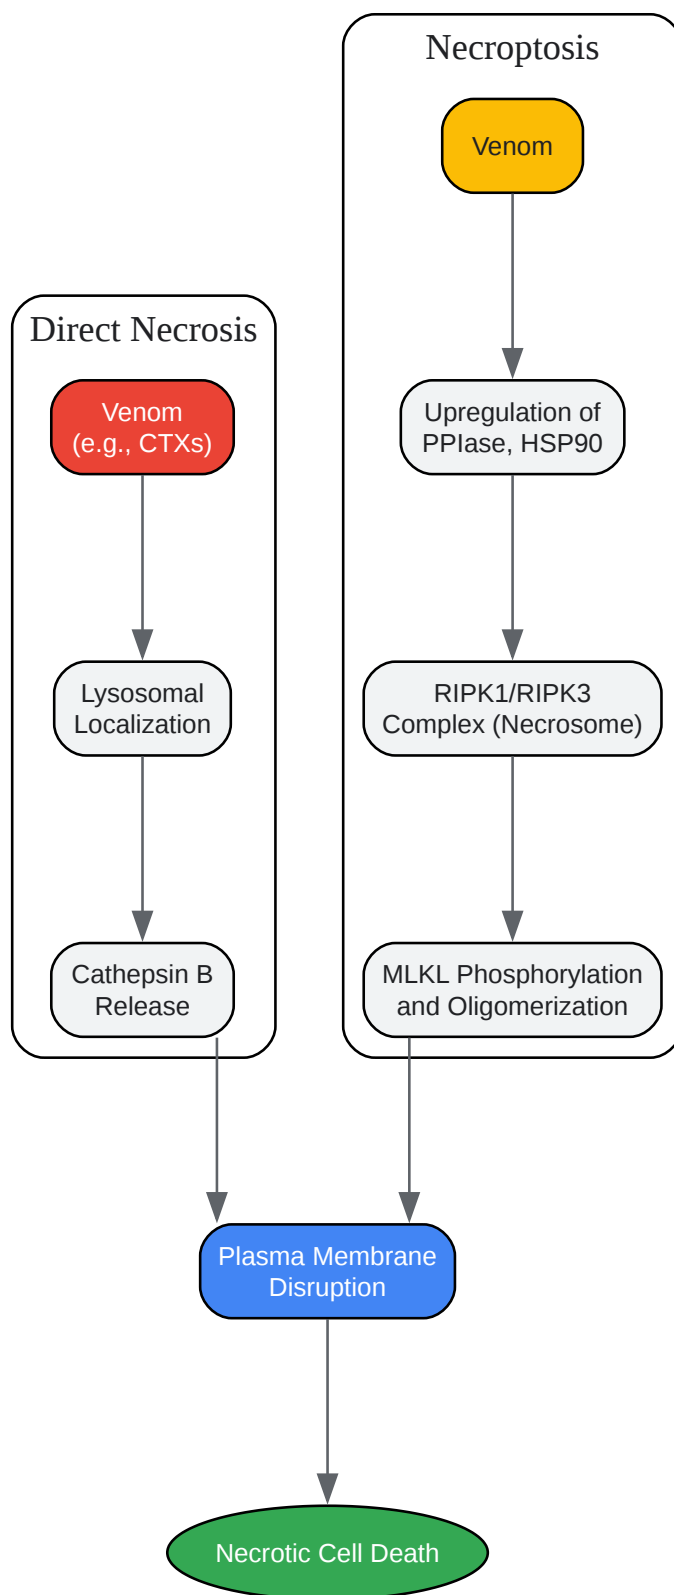 Necroptosis
Venom
Direct Necrosis
Venom
(e.g., CTXs)
Upregulation of
PPIase, HSP90
Lysosomal
Localization
RIPK1/RIPK3
Complex (Necrosome)
Cathepsin B
Release
MLKL Phosphorylation
and Oligomerization
Plasma Membrane
Disruption
Necrotic Cell Death